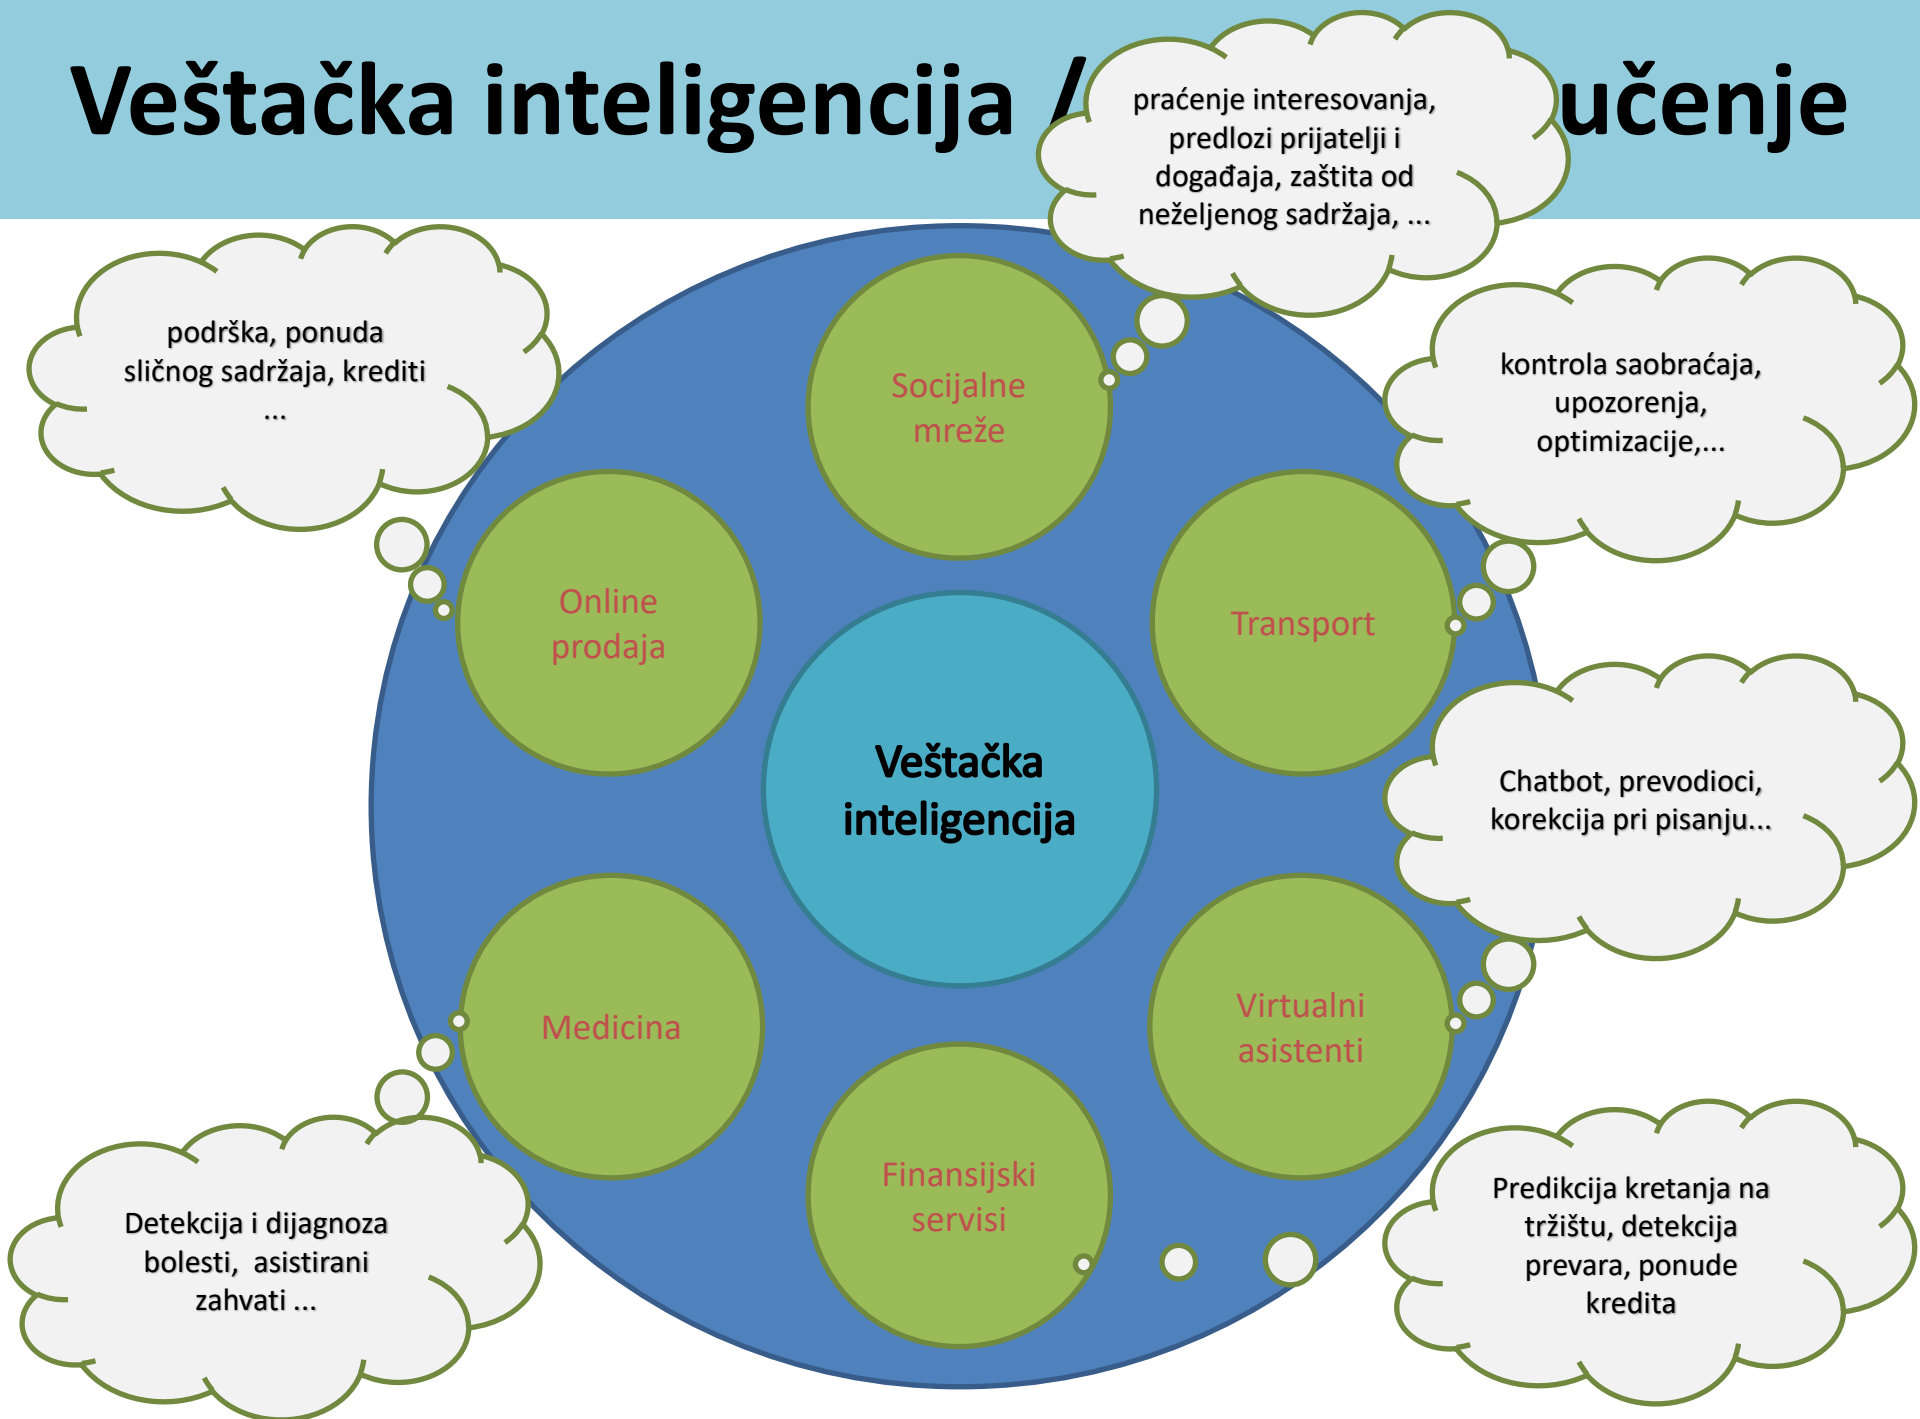 Veštačka inteligencija / učenje
praćenje interesovanja,
predlozi prijatelji i
događaja, zaštita od
neželjenog sadržaja, ...
podrška, ponuda
sličnog sadržaja, krediti
...
kontrola saobraćaja,
upozorenja,
optimizacije,...
Socijalne
mreže
Online
prodaja
Transport
Veštačka
inteligencija
Chatbot, prevodioci,
korekcija pri pisanju...
Medicina
Virtualni
asistenti
Finansijski
servisi
Detekcija i dijagnoza
bolesti,  asistirani
zahvati ...
Predikcija kretanja na
tržištu, detekcija
prevara, ponude
kredita